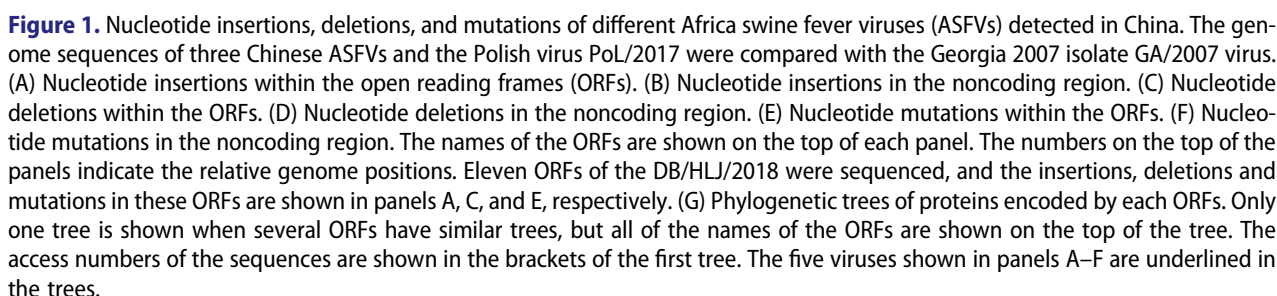 Figure 1. Nucleotide insertions, deletions, and mutations of different Africa swine fever viruses (ASFVs) detected in China. The gen-
ome sequences of three Chinese ASFVs and the Polish virus PoL/2017 were compared with the Georgia 2007 isolate GA/2007 virus.
(A) Nucleotide insertions within the open reading frames (ORFs). (B) Nucleotide insertions in the noncoding region. (C) Nucleotide
deletions within the ORFs. (D) Nucleotide deletions in the noncoding region. (E) Nucleotide mutations within the ORFs. (F) Nucleo-
tide mutations in the noncoding region. The names of the ORFs are shown on the top of each panel. The numbers on the top of the
panels indicate the relative genome positions. Eleven ORFs of the DB/HLJ/2018 were sequenced, and the insertions, deletions and
mutations in these ORFs are shown in panels A, C, and E, respectively. (G) Phylogenetic trees of proteins encoded by each ORFs. Only
one tree is shown when several ORFs have similar trees, but all of the names of the ORFs are shown on the top of the tree. The
access numbers of the sequences are shown in the brackets of the first tree. The five viruses shown in panels A–F are underlined in
the trees.